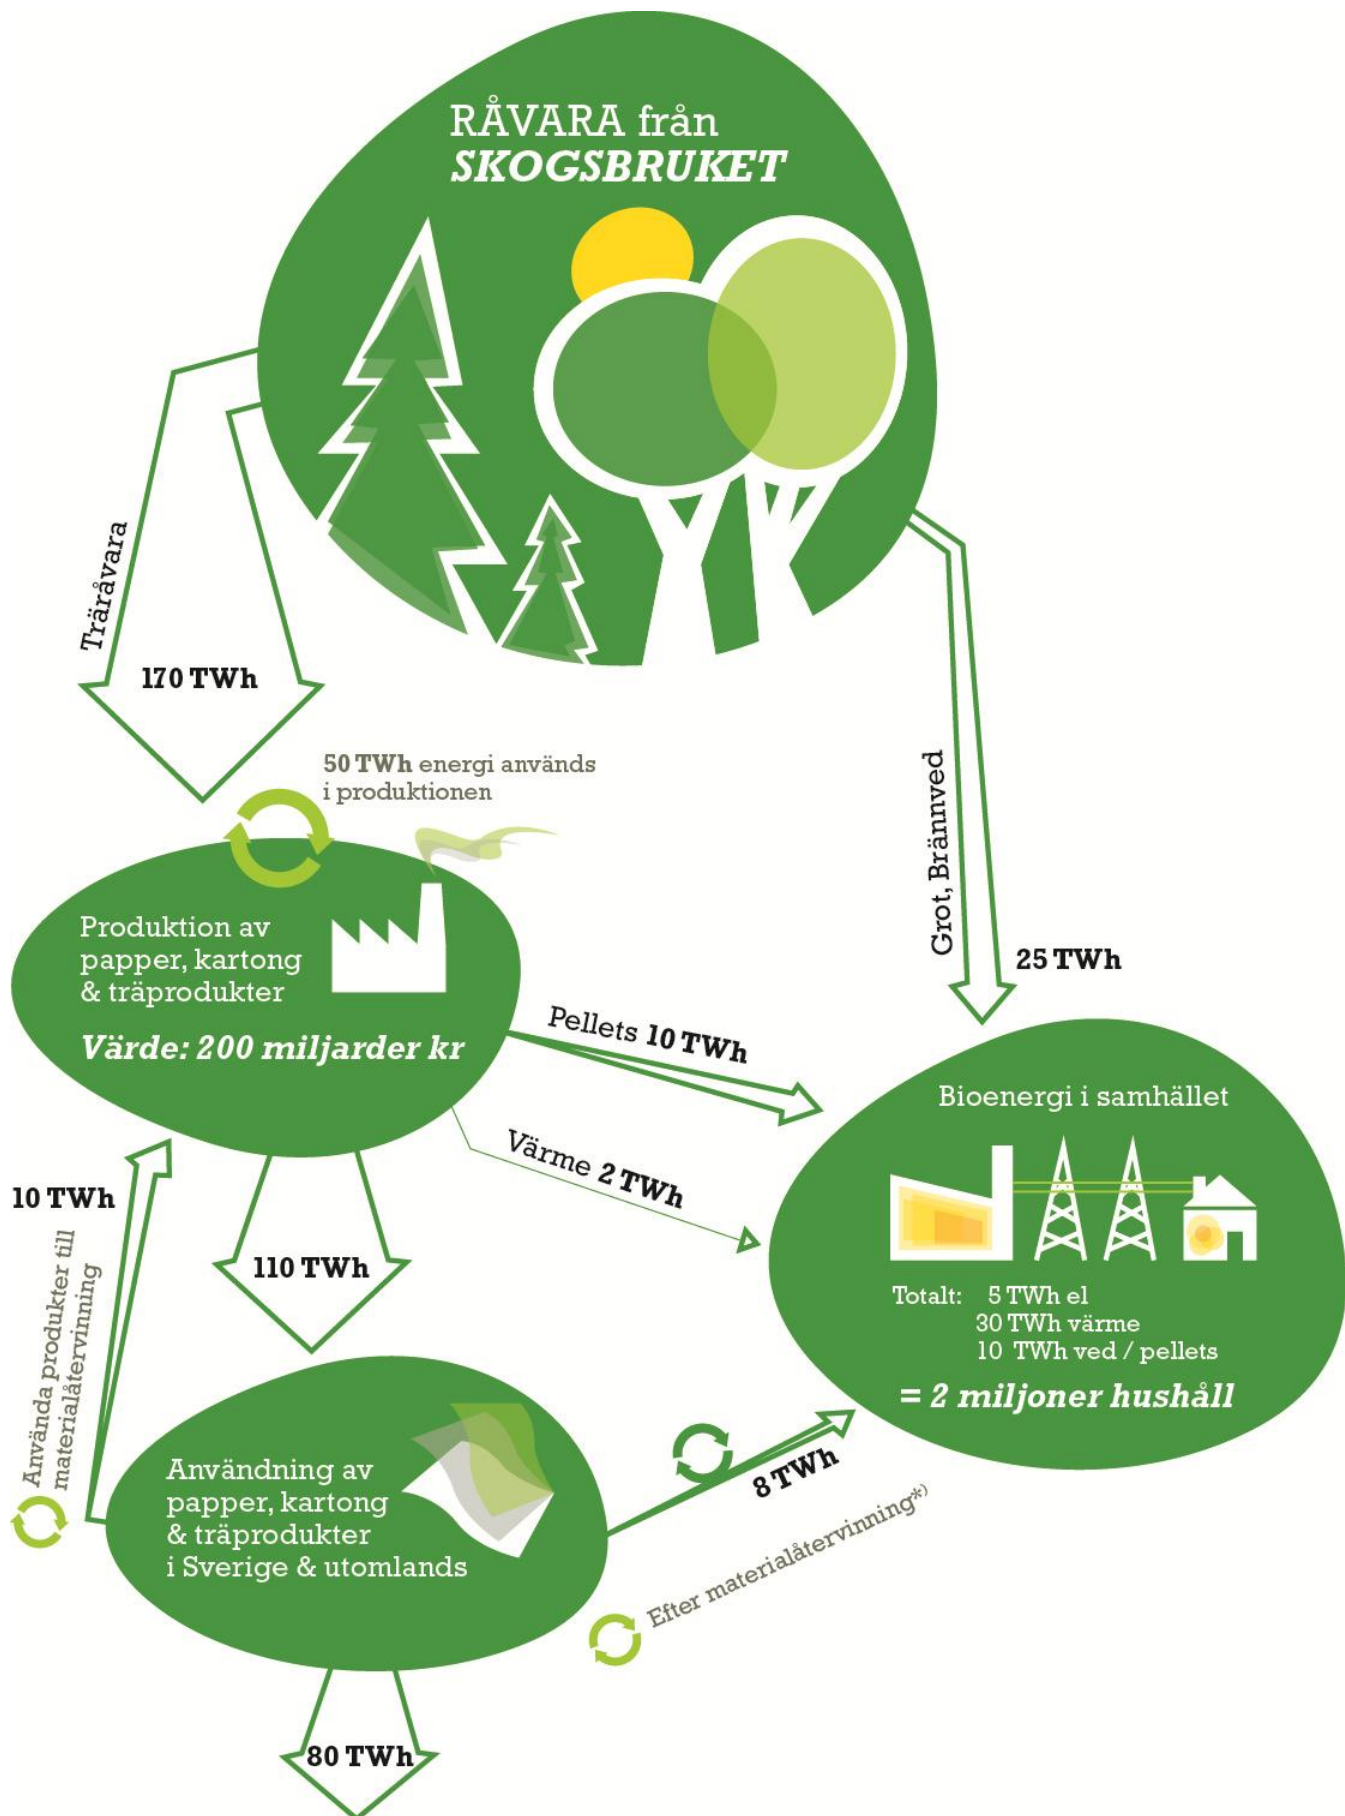 RÅVARA från
SKOGSBRUKET
Träråvara
170 TWh
50 TWh energi används
i produktionen
Grot, Brännved
25 TWh
Produktion av
papper, kartong
& träprodukter
Värde: 200 miljarder kr
Pellets 10 TWh
Värme 2 TWh
Bioenergi i samhället
Totalt: 5 TWh el
30 TWh värme
10 TWh ved / pellets
= 2 miljoner hushåll
10 TWh
Använda produkter till
materialåtervinning
110 TWh
Användning av
papper, kartong
& träprodukter
i Sverige & utomlands
8 TWh
Efter materialåtervinning*)
80 TWh